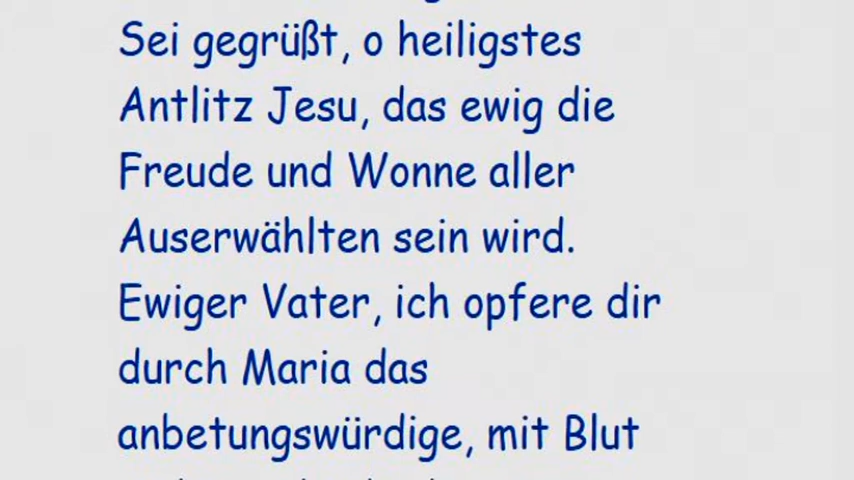 Sei gegrüßt, o heiligstes
Antlitz Jesu, das ewig die
Freude und Wonne aller
Auserwählten sein wird.
Ewiger Vater, ich opfere dir
durch Maria das
anbetungswürdige, mit Blut